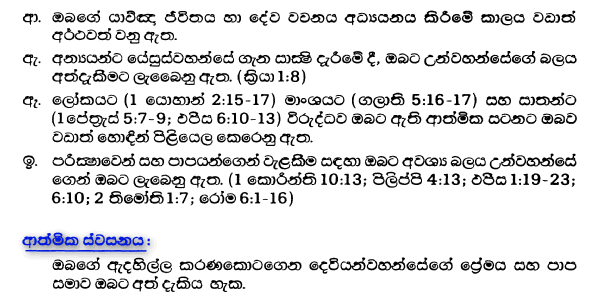 ආ. ඔබගේ යාච්ඤා ජීවිතය හා දේව වචනය අධ්‍යයනය කිරීමේ කාලය වඩාත්
අර්ථවත් වනු ඇත.
ඇ. අන්‍යයන්ට යේසුස්වහන්සේ ගැන සාක්ෂි දැරීමේ දී, ඔබට උන්වහන්සේගේ බලය
අත්දැකීමට ලැබෙනු ඇත. (ක්‍රියා 1:8)
ඈ. ලෝකයට (1 යොහාන් 2:15-17) මාංශයට (ගලාති 5:16-17) සහ සාතන්ට
(1පේත්‍රැස් 5:7-9; එපීස 6:10-13) විරුද්ධව ඔබට ඇති ආත්මික සටනට ඔබව
වඩාත් හොඳින් පිළියෙල කෙරෙනු ඇත.
ඉ. පරීක්‍ෂාවෙන් සහ පාපයන්ගෙන් වැළකීම සඳහා ඔබට අවශ්‍ය බලය උන්වහන්සේ
ගෙන් ඔබට ලැබෙනු ඇත. (1 කොරින්ති 10:13; පිලිප්පි 4:13; එපීස 1:19-23;
6:10; 2 තිමෝති 1:7; රෝම 6:1-16)
ආත්මික ස්වසනය:
ඔබගේ ඇදහිල්ල කරණකොටගෙන දෙවියන්වහන්සේගේ ප්‍රේමය සහ පාප
සමාව ඔබට අත් දැකිය හැක.